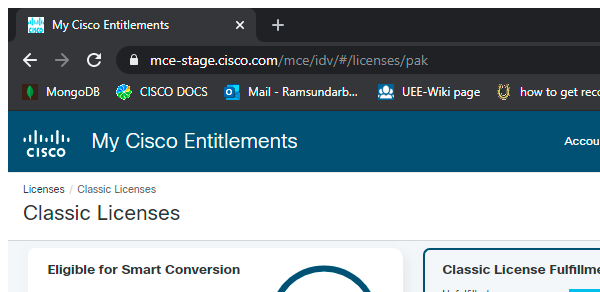 My Cisco Entitlements
mce-stage.cisco.com/mce/idv/#/licenses/pak
MongoDB CISCO DOCS Mail - Ramsundarb... UEE-Wiki page how to get reco
CISCO My Cisco Entitlements Accou
Licenses / Classic Licenses
Classic Licenses
Eligible for Smart Conversion Classic License Fulfillme